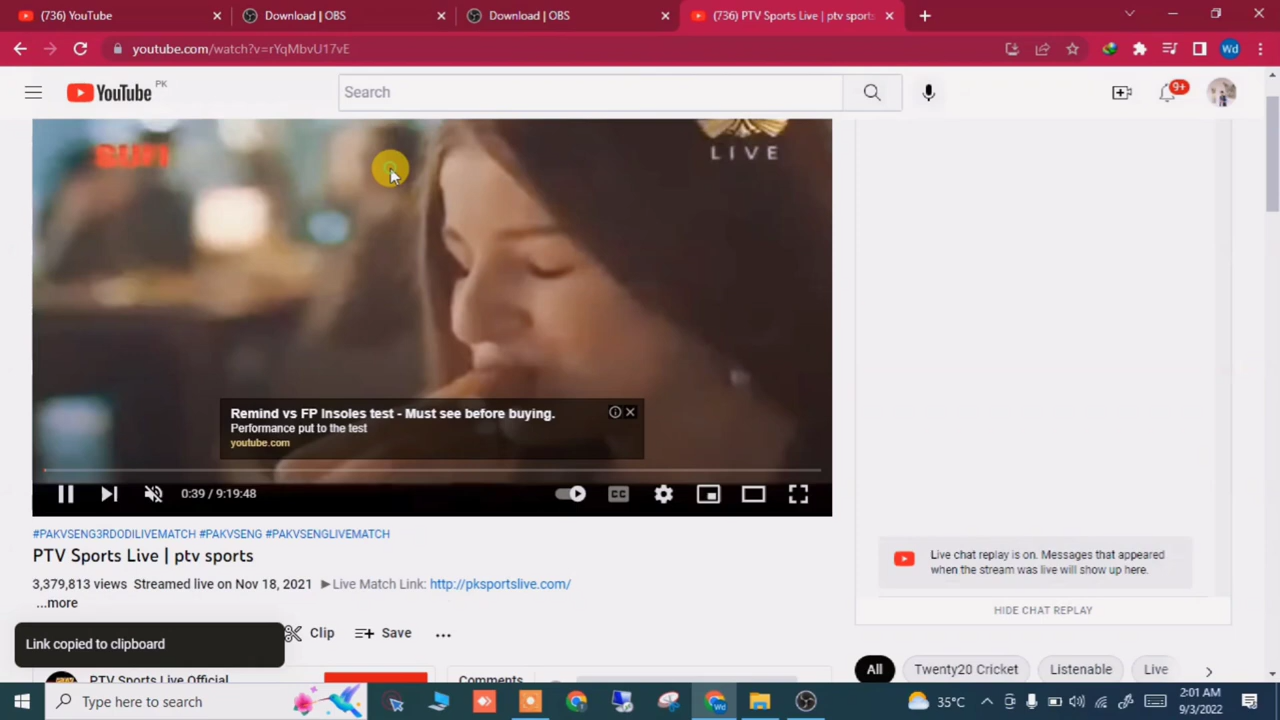 (736) YouTube
Download | OBS
Download | OBS
(736) PTV Sports Live | ptv sports
youtube.com/watch?v=rYqMbvU17vE
Wd
YouTube PK
Search
9+
LIVE
Remind vs FP Insoles test - Must see before buying.
Performance put to the test
youtube.com
0:39 / 9:19:48
CC
#PAKVSENG3RDODILIVEMATCH #PAKVSENG #PAKVSENGLIVEMATCH
PTV Sports Live | ptv sports
3,379,813 views Streamed live on Nov 18, 2021 ►Live Match Link: http://pksportslive.com/
...more
Link copied to clipboard
Clip
Save
PTV Sports Live Official
Comments
Live chat replay is on. Messages that appeared
when the stream was live will show up here.
HIDE CHAT REPLAY
All
Twenty20 Cricket
Listenable
Live
Type here to search
Wd
35°C
2:01 AM
9/3/2022